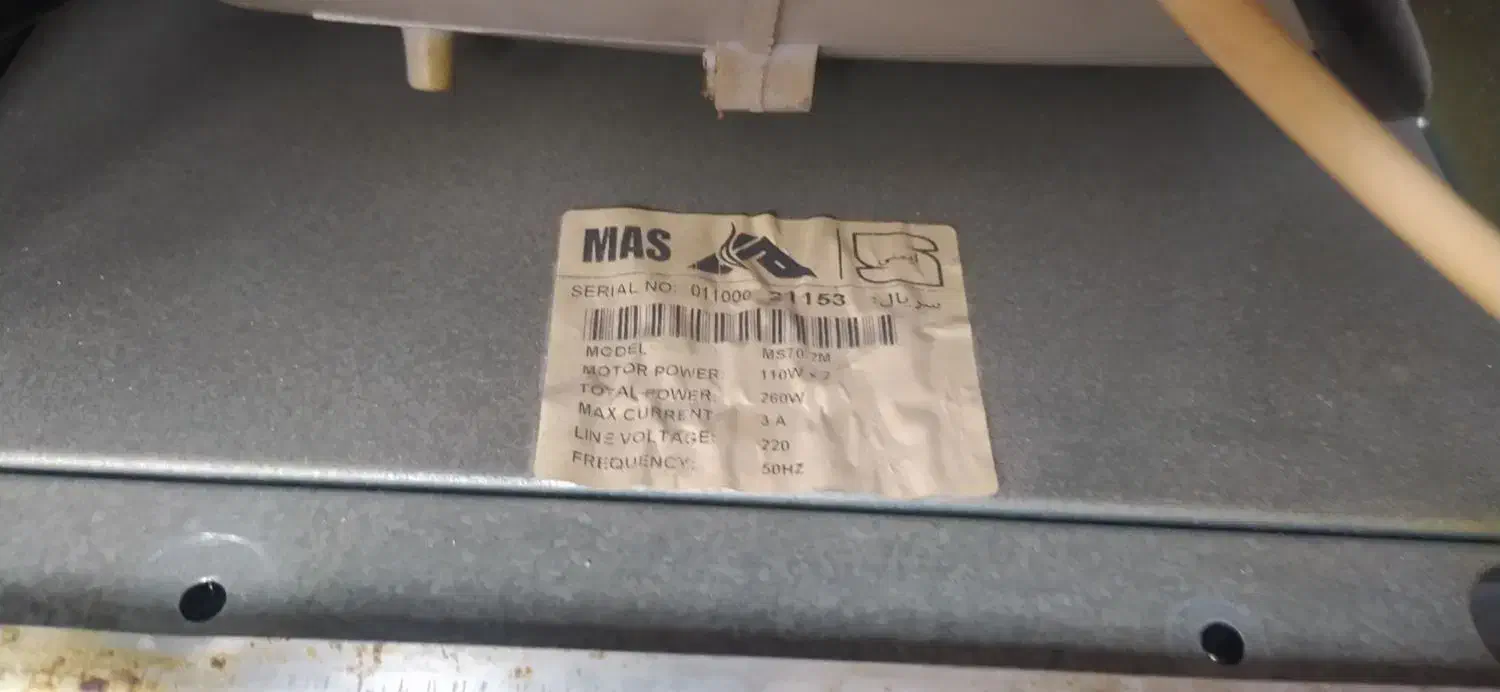 MAS
ایمنی
SERIAL NO: 011000 21153 سریال:
MODEL MS70 2M
MOTOR POWER: 110W × 2
TOTAL POWER: 260W
MAX CURRENT 3 A
LINE VOLTAGE: 220
FREQUENCY: 50HZ